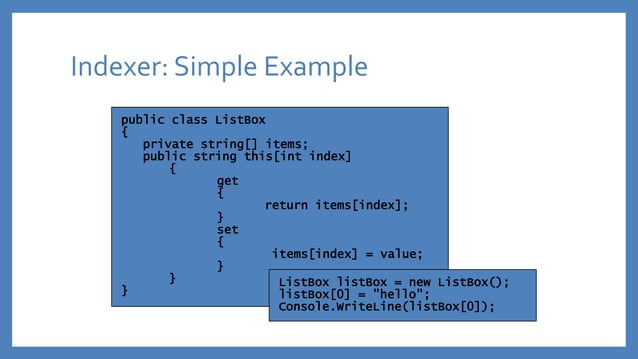 Indexer: Simple Example
public class ListBox
{
private string[] items;
public string this[int index]
{
get
{
return items[index];
}
set
{
items[index] = value;
}
}
}
ListBox listBox = new ListBox();
listBox[0] = "hello";
Console.WriteLine(listBox[0]);